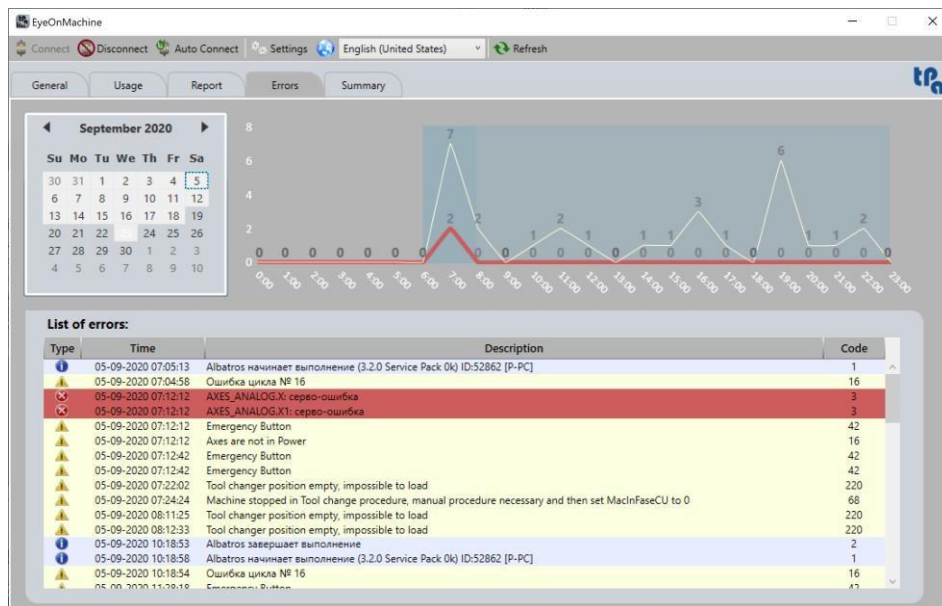 EyeOnMachine
Connect Disconnect Auto Connect Settings English (United States) Refresh
General Usage Report Errors Summary
tpa
September 2020
Su Mo Tu We Th Fr Sa
30 31 1 2 3 4 5
6 7 8 9 10 11 12
13 14 15 16 17 18 19
20 21 22 23 24 25 26
27 28 29 30 1 2 3
4 5 6 7 8 9 10
8
6
4
2
0
7
6
3
2 2 2 2
1 1 1 1 1 1
0 0 0 0 0 0 0 0 0 0 0 0 0 0 0 0 0 0 0 0 0 0
0:00 1:00 2:00 3:00 4:00 5:00 6:00 7:00 8:00 9:00 10:00 11:00 12:00 13:00 14:00 15:00 16:00 17:00 18:00 19:00 20:00 21:00 22:00 23:00
List of errors:
Type Time Description Code
05-09-2020 07:05:13 Albatros начинает выполнение (3.2.0 Service Pack 0k) ID:52862 [P-PC] 1
05-09-2020 07:04:58 Ошибка цикла № 16 16
05-09-2020 07:12:12 AXES_ANALOG.X: серво-ошибка 3
05-09-2020 07:12:12 AXES_ANALOG.X1: серво-ошибка 3
05-09-2020 07:12:12 Emergency Button 42
05-09-2020 07:12:12 Axes are not in Power 16
05-09-2020 07:12:42 Emergency Button 42
05-09-2020 07:12:42 Emergency Button 42
05-09-2020 07:22:02 Tool changer position empty, impossible to load 220
05-09-2020 07:24:24 Machine stopped in Tool change procedure, manual procedure necessary and then set MacInFaseCU to 0 68
05-09-2020 08:11:25 Tool changer position empty, impossible to load 220
05-09-2020 08:12:33 Tool changer position empty, impossible to load 220
05-09-2020 10:18:53 Albatros завершает выполнение 2
05-09-2020 10:18:58 Albatros начинает выполнение (3.2.0 Service Pack 0k) ID:52862 [P-PC] 1
05-09-2020 10:18:54 Ошибка цикла № 16 16
05-09-2020 11:28:18 Emergency Button 42